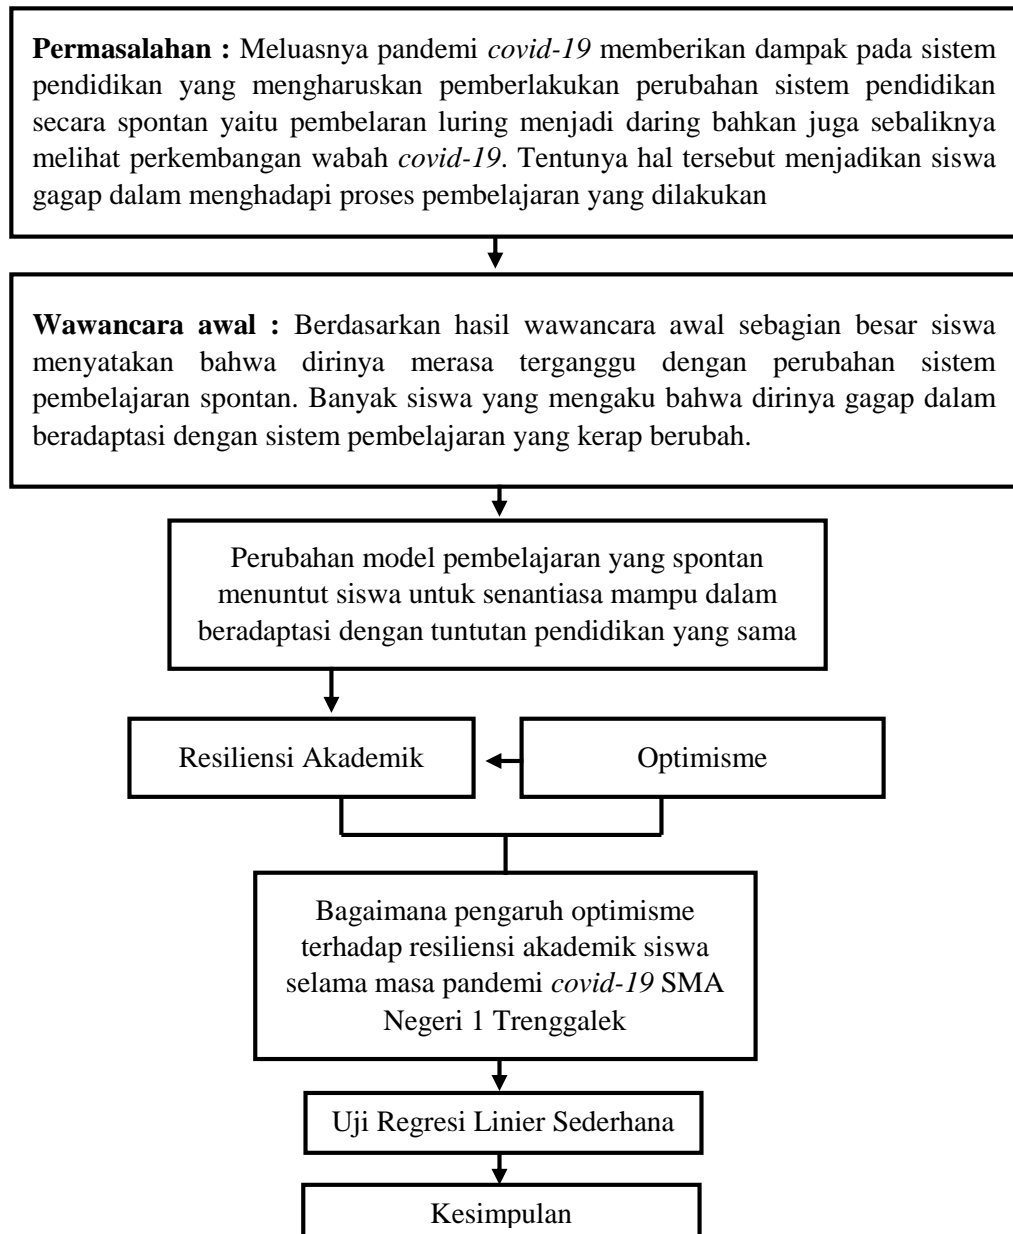 Permasalahan : Meluasnya pandemi covid-19 memberikan dampak pada sistem
pendidikan yang mengharuskan pemberlakukan perubahan sistem pendidikan
secara spontan yaitu pembelaran luring menjadi daring bahkan juga sebaliknya
melihat perkembangan wabah covid-19. Tentunya hal tersebut menjadikan siswa
gagap dalam menghadapi proses pembelajaran yang dilakukan
Wawancara awal : Berdasarkan hasil wawancara awal sebagian besar siswa
menyatakan bahwa dirinya merasa terganggu dengan perubahan sistem
pembelajaran spontan. Banyak siswa yang mengaku bahwa dirinya gagap dalam
beradaptasi dengan sistem pembelajaran yang kerap berubah.
Perubahan model pembelajaran yang spontan
menuntut siswa untuk senantiasa mampu dalam
beradaptasi dengan tuntutan pendidikan yang sama
Resiliensi Akademik
Optimisme
Bagaimana pengaruh optimisme
terhadap resiliensi akademik siswa
selama masa pandemi covid-19 SMA
Negeri 1 Trenggalek
Uji Regresi Linier Sederhana
Kesimpulan